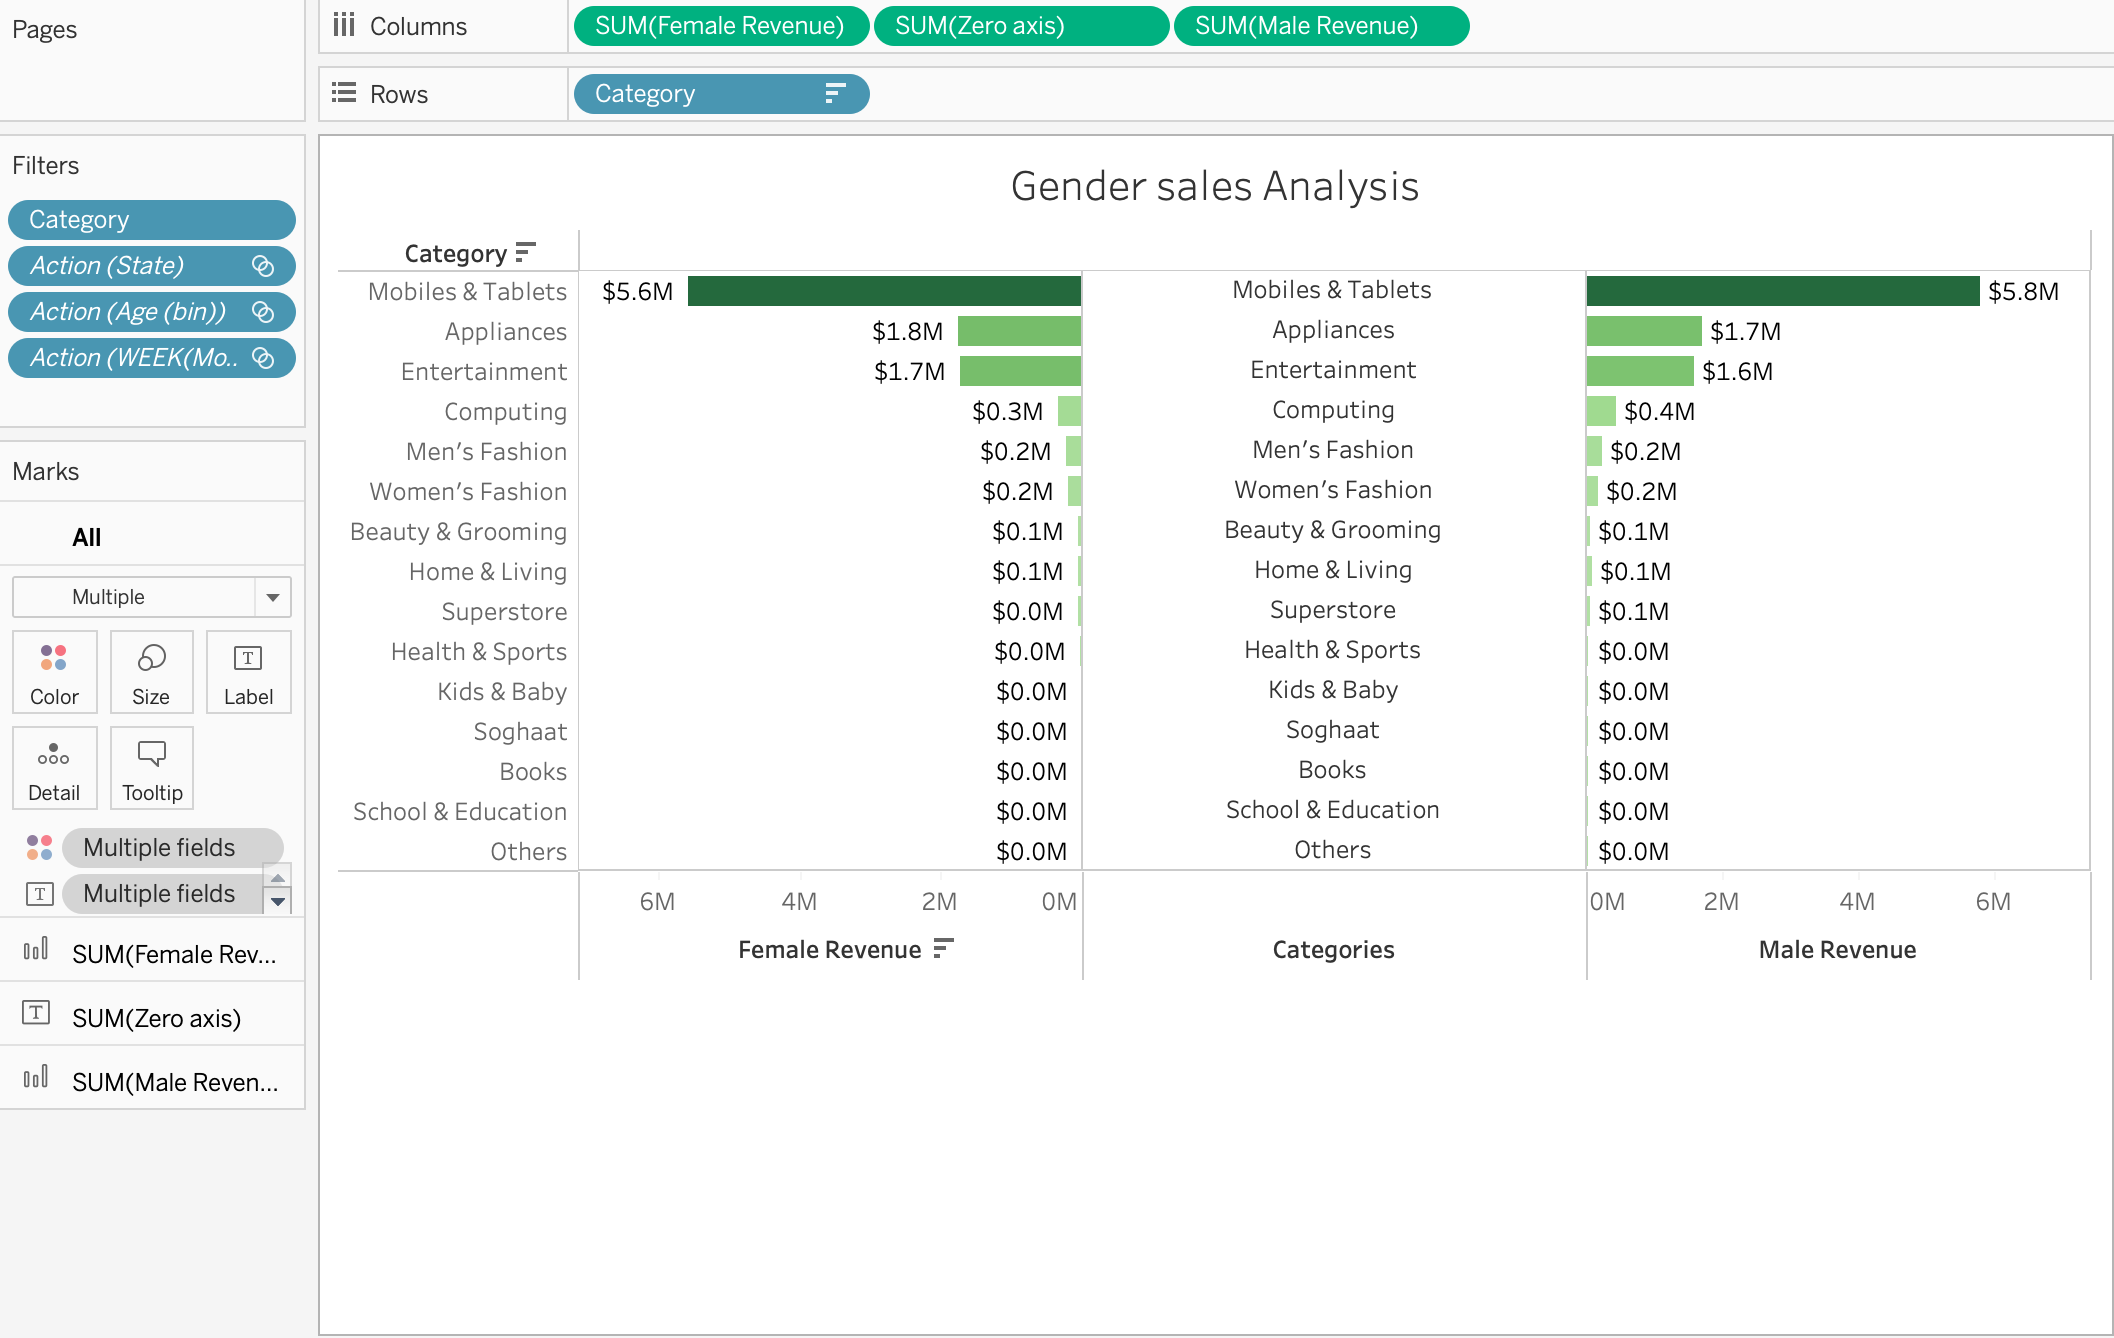 Pages
Columns
SUM(Female Revenue)
SUM(Zero axis)
SUM(Male Revenue)
Rows
Category
Filters
Category
Action (State)
Action (Age (bin))
Action (WEEK(Mo..
Marks
All
Multiple
Color
Size
Label
Detail
Tooltip
Multiple fields
Multiple fields
SUM(Female Rev...
SUM(Zero axis)
SUM(Male Reven...
Gender sales Analysis
Category
Mobiles & Tablets $5.6M Mobiles & Tablets $5.8M
Appliances $1.8M Appliances $1.7M
Entertainment $1.7M Entertainment $1.6M
Computing $0.3M Computing $0.4M
Men's Fashion $0.2M Men's Fashion $0.2M
Women's Fashion $0.2M Women's Fashion $0.2M
Beauty & Grooming $0.1M Beauty & Grooming $0.1M
Home & Living $0.1M Home & Living $0.1M
Superstore $0.0M Superstore $0.1M
Health & Sports $0.0M Health & Sports $0.0M
Kids & Baby $0.0M Kids & Baby $0.0M
Soghaat $0.0M Soghaat $0.0M
Books $0.0M Books $0.0M
School & Education $0.0M School & Education $0.0M
Others $0.0M Others $0.0M
6M 4M 2M 0M 0M 2M 4M 6M
Female Revenue Categories Male Revenue